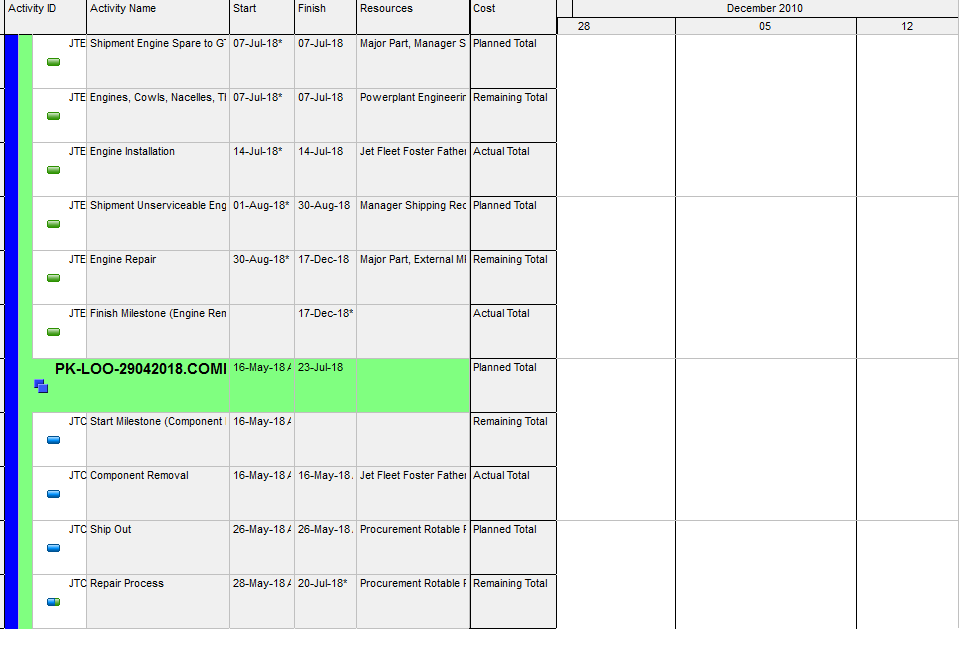 Activity ID Activity Name Start Finish Resources Cost December 2010
28 05 12
JTE Shipment Engine Spare to GT 07-Jul-18* 07-Jul-18 Major Part, Manager S Planned Total
JTE Engines, Cowls, Nacelles, Th 07-Jul-18* 07-Jul-18 Powerplant Engineerin Remaining Total
JTE Engine Installation 14-Jul-18* 14-Jul-18 Jet Fleet Foster Father Actual Total
JTE Shipment Unserviceable Eng 01-Aug-18* 30-Aug-18 Manager Shipping Rec Planned Total
JTE Engine Repair 30-Aug-18* 17-Dec-18 Major Part, External MI Remaining Total
JTE Finish Milestone (Engine Rem 17-Dec-18* Actual Total
PK-LOO-29042018.COMI 16-May-18 A 23-Jul-18 Planned Total
JTC Start Milestone (Component 16-May-18 A Remaining Total
JTC Component Removal 16-May-18 A 16-May-18 Jet Fleet Foster Father Actual Total
JTC Ship Out 26-May-18 A 26-May-18 Procurement Rotable Planned Total
JTC Repair Process 28-May-18 A 20-Jul-18* Procurement Rotable Remaining Total